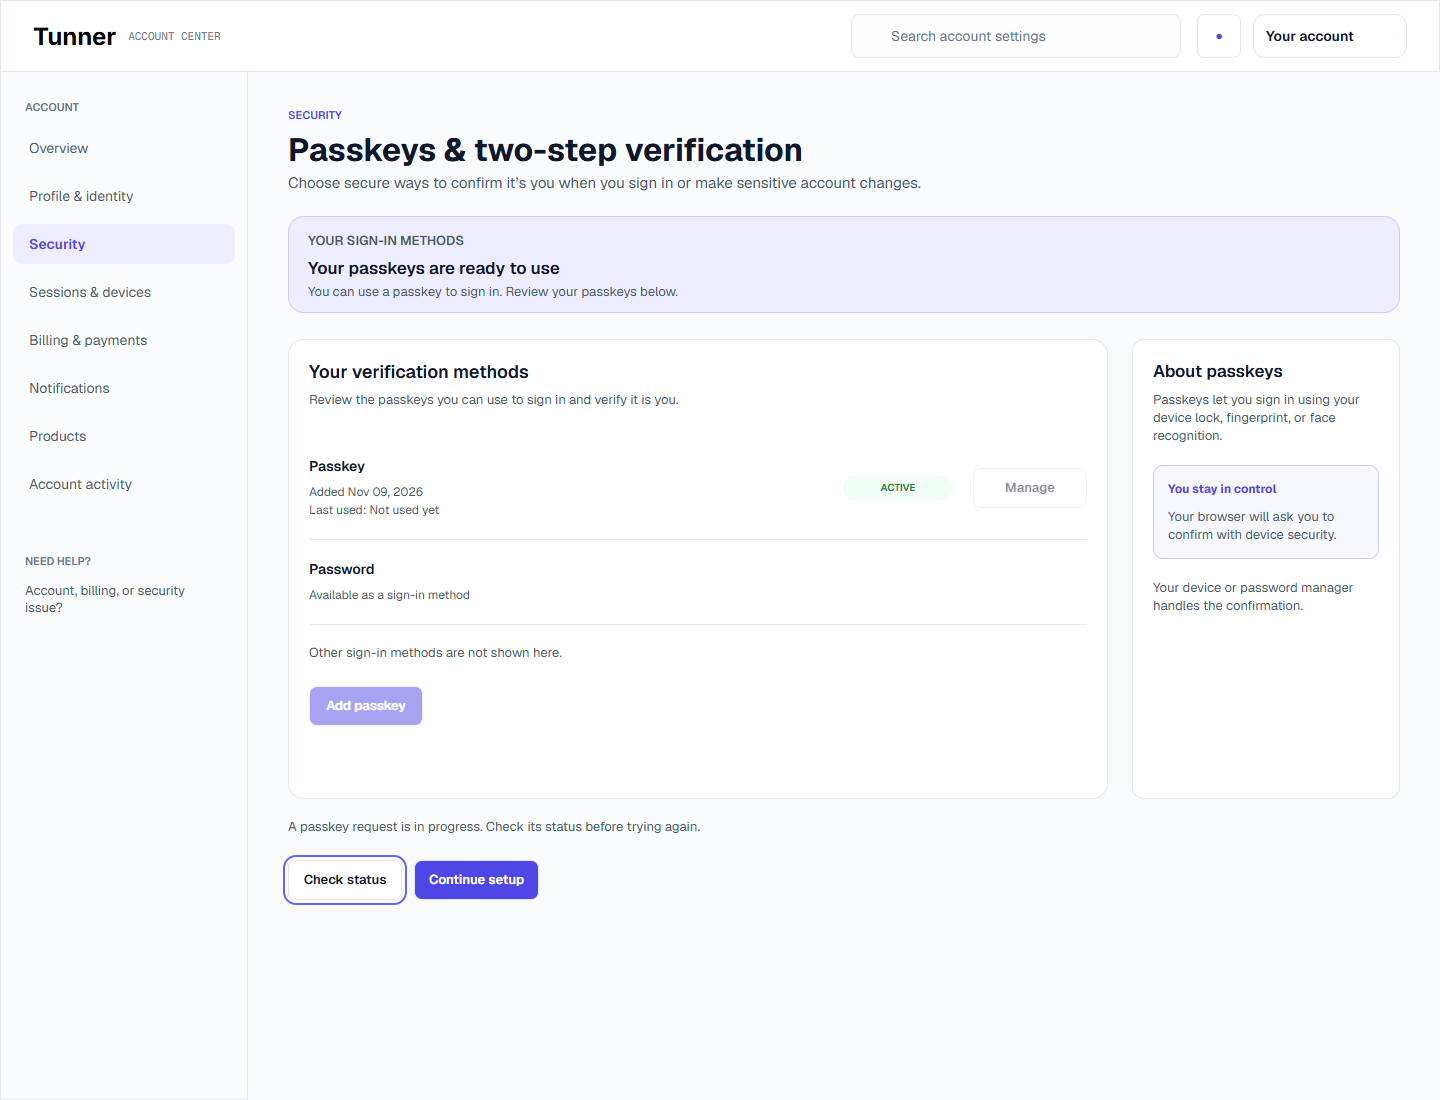 Tunner ACCOUNT CENTER
Search account settings
Your account
ACCOUNT
Overview
Profile & identity
Security
Sessions & devices
Billing & payments
Notifications
Products
Account activity
NEED HELP?
Account, billing, or security
issue?
SECURITY
Passkeys & two-step verification
Choose secure ways to confirm it’s you when you sign in or make sensitive account changes.
YOUR SIGN-IN METHODS
Your passkeys are ready to use
You can use a passkey to sign in. Review your passkeys below.
Your verification methods
Review the passkeys you can use to sign in and verify it is you.
Passkey
Added Nov 09, 2026
Last used: Not used yet
ACTIVE
Manage
Password
Available as a sign-in method
Other sign-in methods are not shown here.
Add passkey
About passkeys
Passkeys let you sign in using your
device lock, fingerprint, or face
recognition.
You stay in control
Your browser will ask you to
confirm with device security.
Your device or password manager
handles the confirmation.
A passkey request is in progress. Check its status before trying again.
Check status
Continue setup